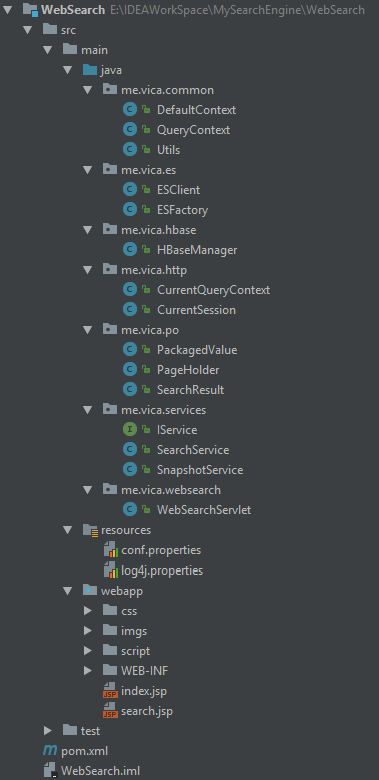 WebSearch E:\IDEAWorkSpace\MySearchEngine\WebSearch
src
main
java
me.vica.common
C DefaultContext
C QueryContext
C Utils
me.vica.es
C ESClient
C ESFactory
me.vica.hbase
C HBaseManager
me.vica.http
C CurrentQueryContext
C CurrentSession
me.vica.po
C PackagedValue
C PageHolder
C SearchResult
me.vica.services
I IService
C SearchService
C SnapshotService
me.vica.websearch
C WebSearchServlet
resources
conf.properties
log4j.properties
webapp
css
imgs
script
WEB-INF
JSP index.jsp
JSP search.jsp
test
m pom.xml
WebSearch.iml